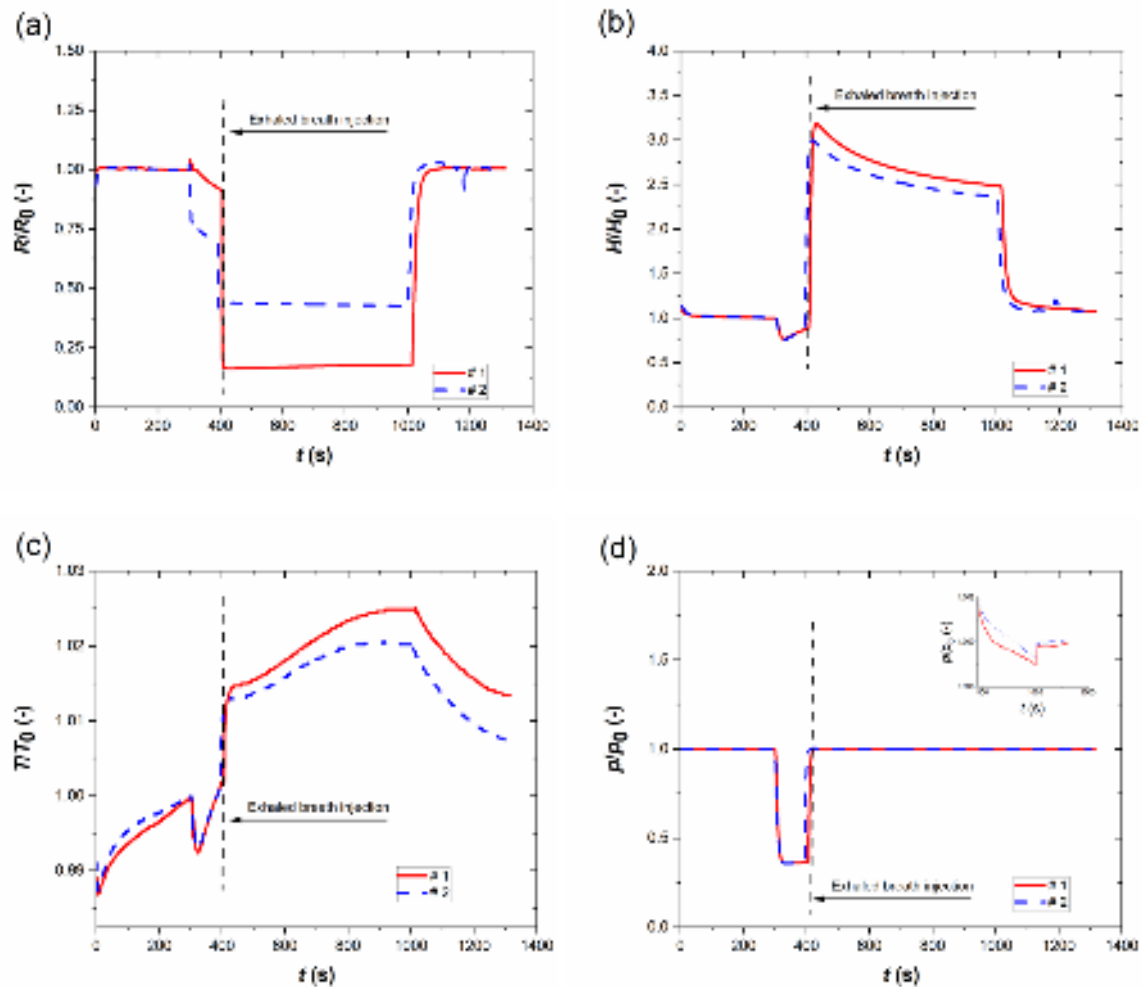 (a)
1.50
1.25
1.00
0.75
0.50
0.25
0.00
R/R0 (-)
Exhaled breath injection
# 1
# 2
0 200 400 600 800 1000 1200 1400
t (s)
(b)
4.0
3.5
3.0
2.5
2.0
1.5
1.0
0.5
0.0
H/H0 (-)
Exhaled breath injection
# 1
# 2
0 200 400 600 800 1000 1200 1400
t (s)
(c)
1.03
1.02
1.01
1.00
0.99
T/T0 (-)
Exhaled breath injection
# 1
# 2
0 200 400 600 800 1000 1200 1400
t (s)
(d)
2.0
1.5
1.0
0.5
0.0
p/p0 (-)
p/p0 (-)
t (s)
Exhaled breath injection
# 1
# 2
0 200 400 600 800 1000 1200 1400
t (s)